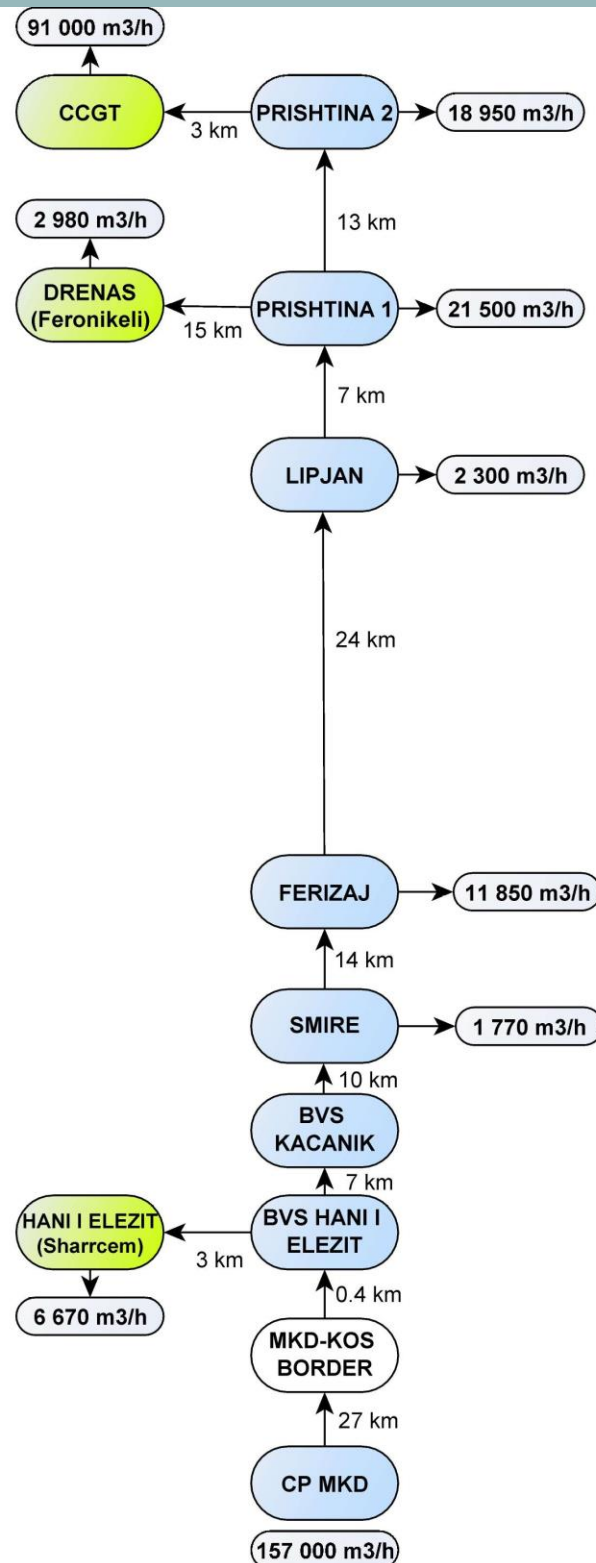 91 000 m3/h
CCGT
3 km
PRISHTINA 2
18 950 m3/h
13 km
2 980 m3/h
DRENAS
(Feronikeli)
15 km
PRISHTINA 1
21 500 m3/h
7 km
LIPJAN
2 300 m3/h
24 km
FERIZAJ
11 850 m3/h
14 km
SMIRE
1 770 m3/h
10 km
BVS
KACANIK
7 km
HANI I ELEZIT
(Sharrcem)
3 km
BVS HANI I
ELEZIT
6 670 m3/h
0.4 km
MKD-KOS
BORDER
27 km
CP MKD
157 000 m3/h